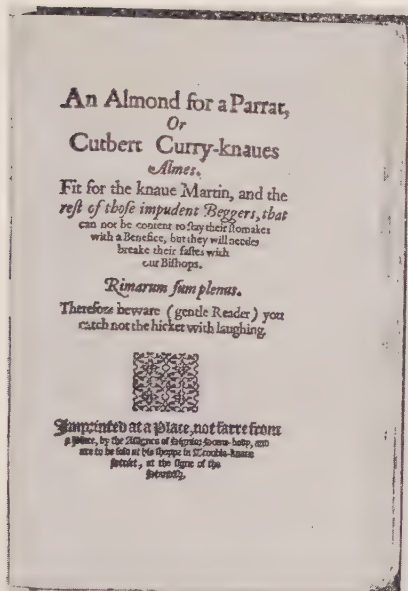 An Almond for a Parrat,
Or
Cutbert Curry-knaues
Almes.
Fit for the knaue Martin, and the
rest of those impudent Beggers, that
can not be content to stay their stomakes
with a Benefice, but they will needes
breake their fastes with
our Bishops.
Rimarum sum plenus.
Therefore beware (gentle Reader) you
catch not the hicket with laughing.
Imprinted at a Place, not farre from
a Place, by the Assignes of Signior Some-body, and
are to be sold at his shoppe in Trouble-knaue
Street, at the signe of the